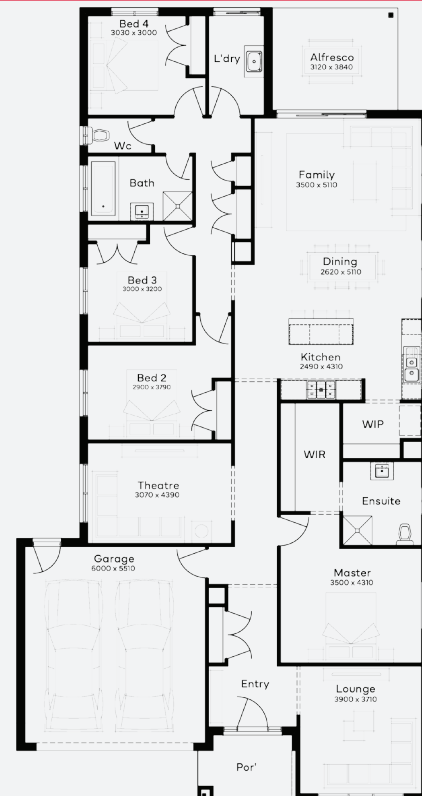 Bed 4
3030 x 3000
L'dry
Alfresco
3120 x 3840
Wc
Bath
Family
3500 x 5110
Bed 3
3000 x 3200
Dining
2620 x 5110
Kitchen
2490 x 4310
Bed 2
2900 x 3790
WIP
WIR
Theatre
3070 x 4390
Ensuite
Garage
6000 x 5510
Master
3500 x 4310
Entry
Lounge
3900 x 3710
Por'